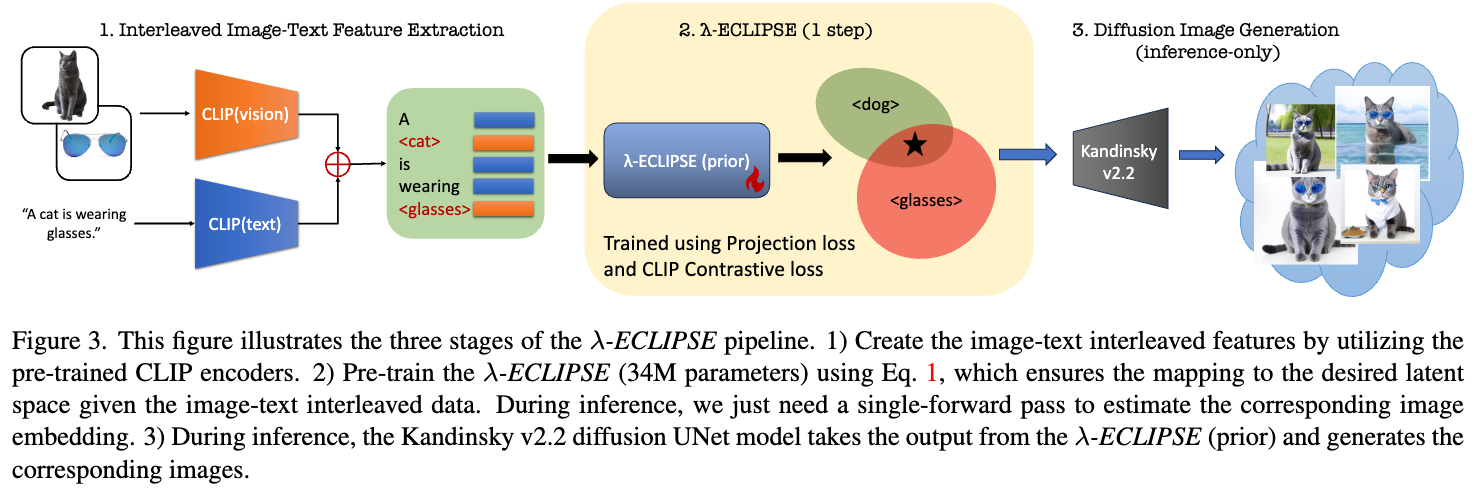 1. Interleaved Image-Text Feature Extraction
CLIP(vision)
"A cat is wearing
glasses."
CLIP(text)
A
<cat>
is
wearing
<glasses>
2. λ-ECLIPSE (1 step)
λ-ECLIPSE (prior)
<dog>
<glasses>
Trained using Projection loss
and CLIP Contrastive loss
3. Diffusion Image Generation
(inference-only)
Kandinsky
v2.2
Figure 3. This figure illustrates the three stages of the λ-ECLIPSE pipeline. 1) Create the image-text interleaved features by utilizing the
pre-trained CLIP encoders. 2) Pre-train the λ-ECLIPSE (34M parameters) using Eq. 1, which ensures the mapping to the desired latent
space given the image-text interleaved data. During inference, we just need a single-forward pass to estimate the corresponding image
embedding. 3) During inference, the Kandinsky v2.2 diffusion UNet model takes the output from the λ-ECLIPSE (prior) and generates the
corresponding images.